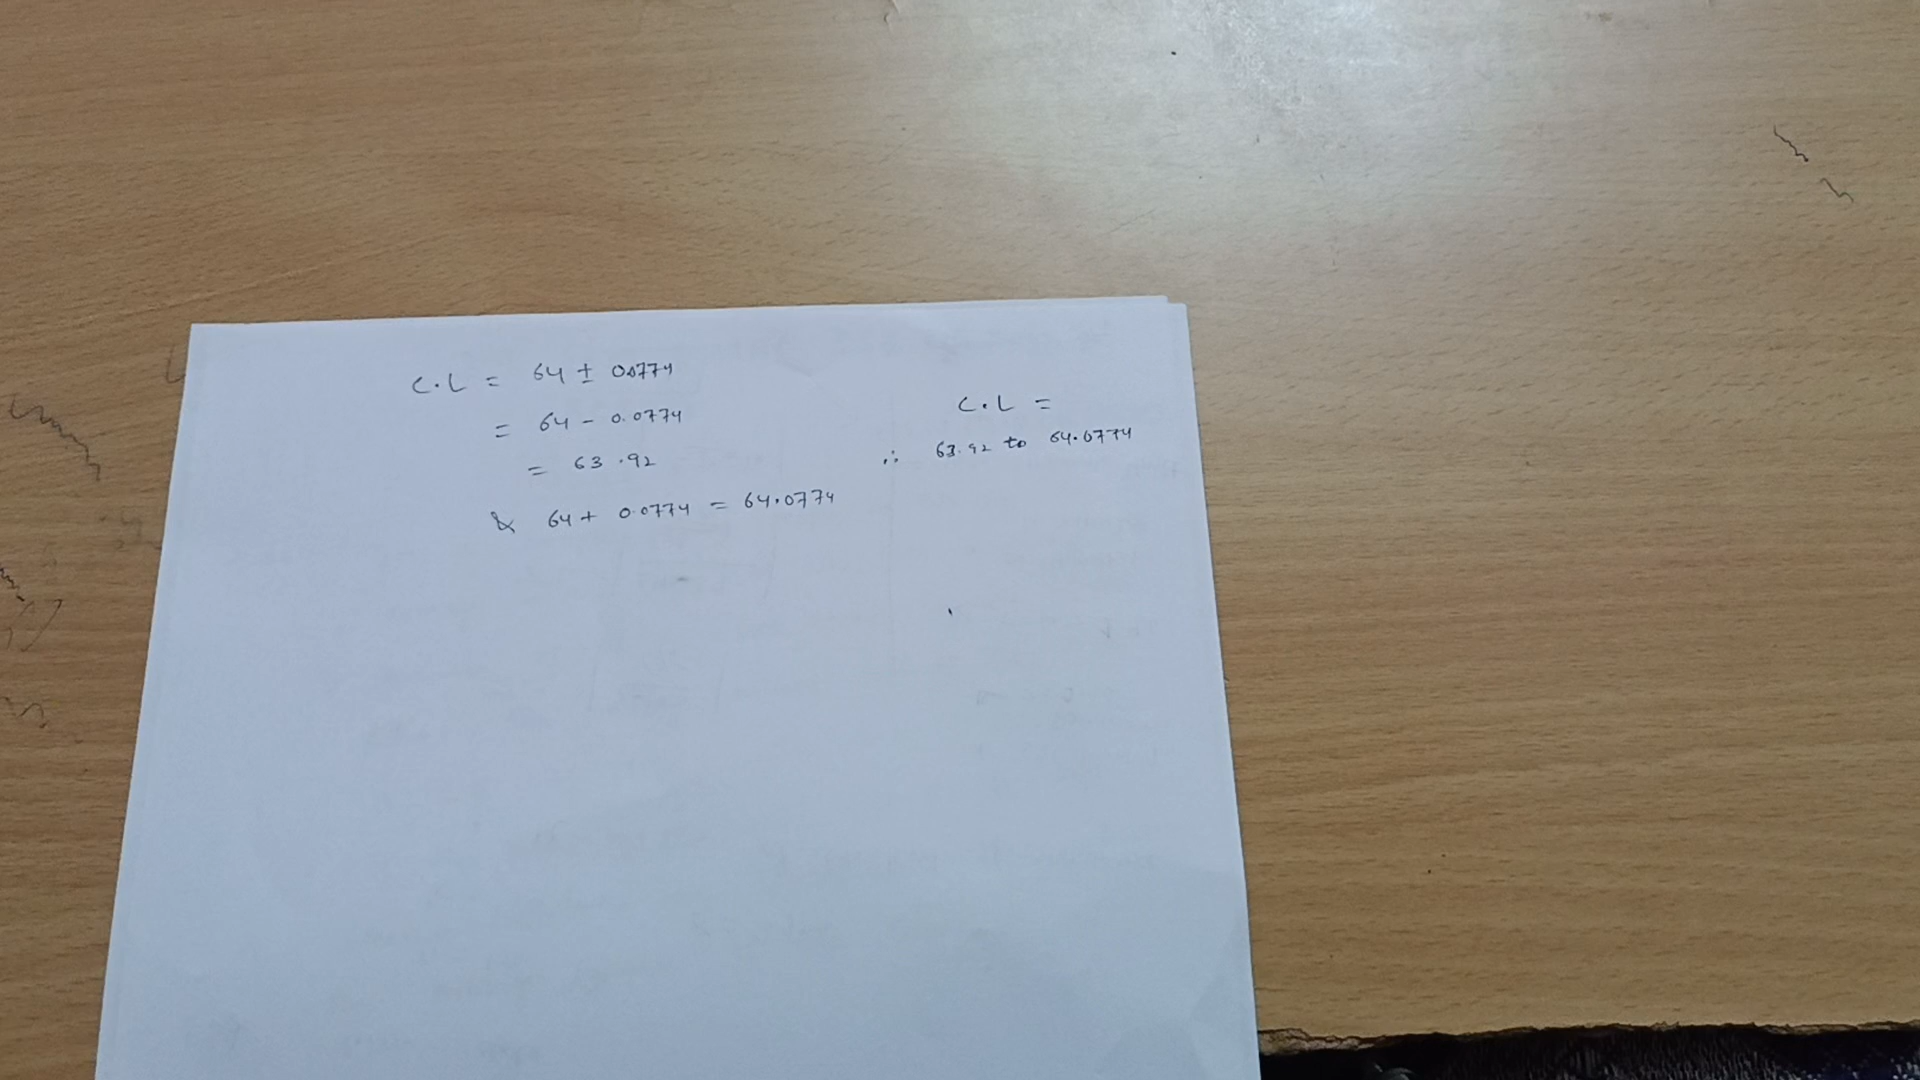 C.L = 64 ± 0.0774
= 64 - 0.0774
= 63.92
& 64 + 0.0774 = 64.0774
C.L =
∴ 63.92 to 64.0774